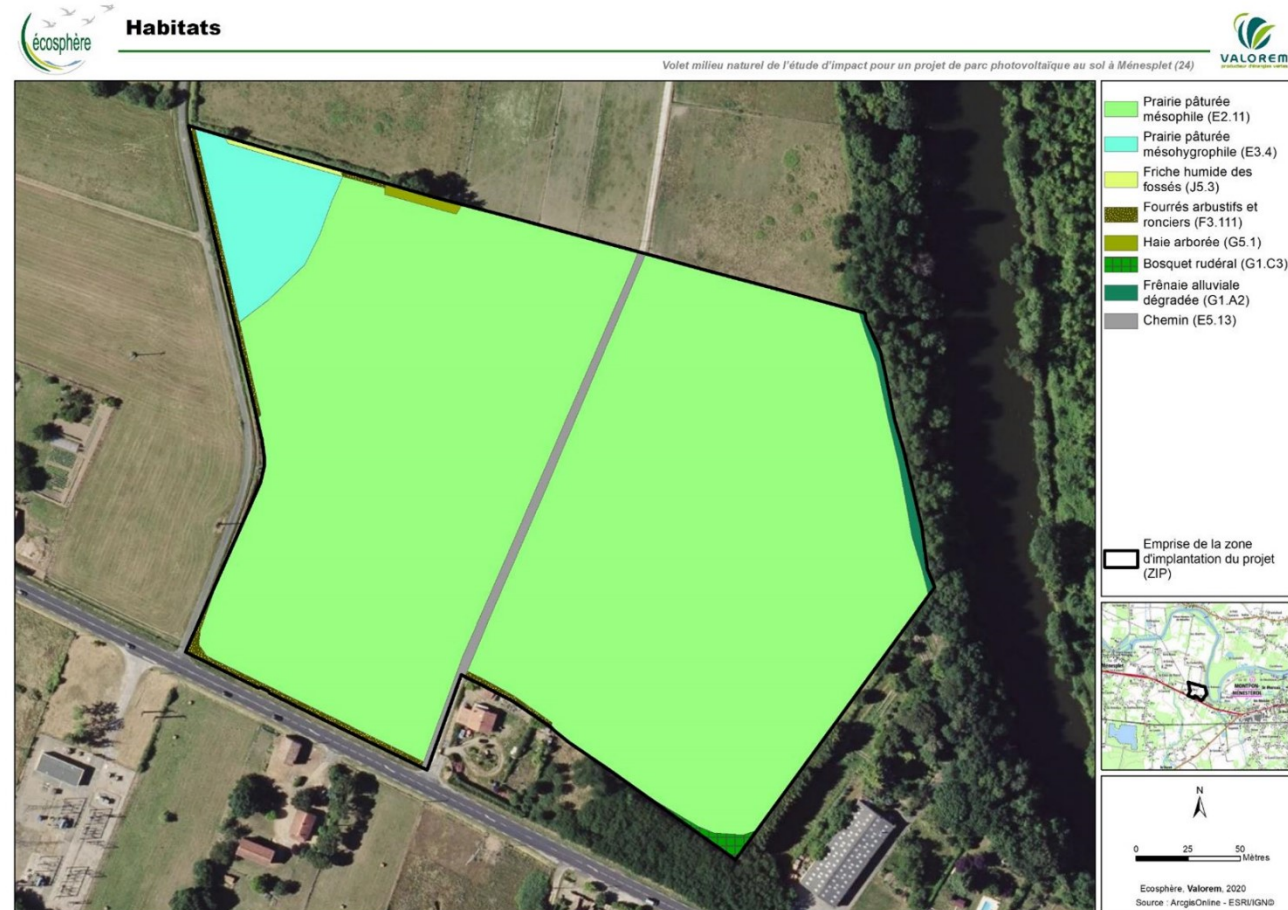 écosphère
Habitats
VALOREM
Volet milieu naturel de l'étude d'impact pour un projet de parc photovoltaïque au sol à Ménesplet (24)
Prairie pâturée
mésophile (E2.11)
Prairie pâturée
mésohygrophile (E3.4)
Friche humide des
fossés (J5.3)
Fourrés arbustifs et
ronciers (F3.111)
Haie arborée (G5.1)
Bosquet rudéral (G1.C3)
Frênaie alluviale
dégradée (G1.A2)
Chemin (E5.13)
Emprise de la zone
d'implantation du projet
(ZIP)
N
0 25 50
Mètres
Ecosphère, Valorem, 2020
Source : ArcgisOnline - ESRI/IGN©